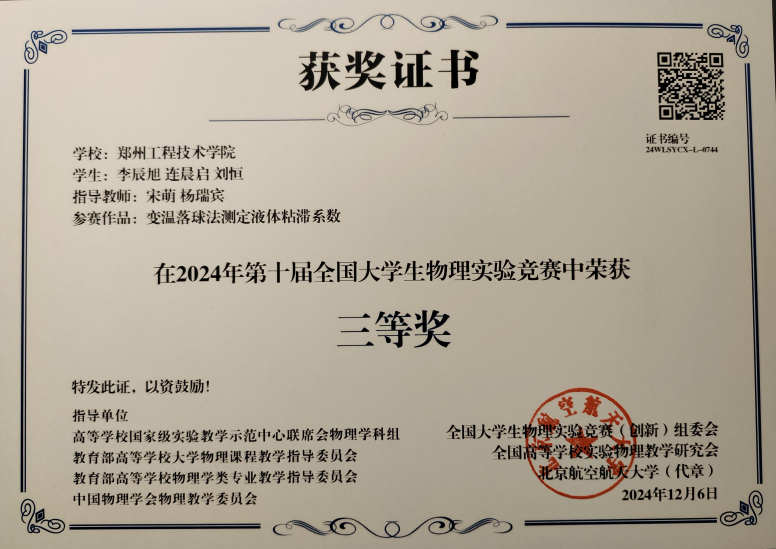 获奖证书
证书编号
24WLSYCX-L-0744
学校：郑州工程技术学院
学生：李辰旭 连晨启 刘恒
指导教师：宋萌 杨瑞宾
参赛作品：变温落球法测定液体粘滞系数
在2024年第十届全国大学生物理实验竞赛中荣获
三等奖
特发此证，以资鼓励！
指导单位
高等学校国家级实验教学示范中心联席会物理学科组
教育部高等学校大学物理课程教学指导委员会
教育部高等学校物理学类专业教学指导委员会
中国物理学会物理教学委员会
全国大学生物理实验竞赛（创新）组委会
全国高等学校实验物理教学研究会
北京航空航天大学（代章）
2024年12月6日
北京航空航天大学